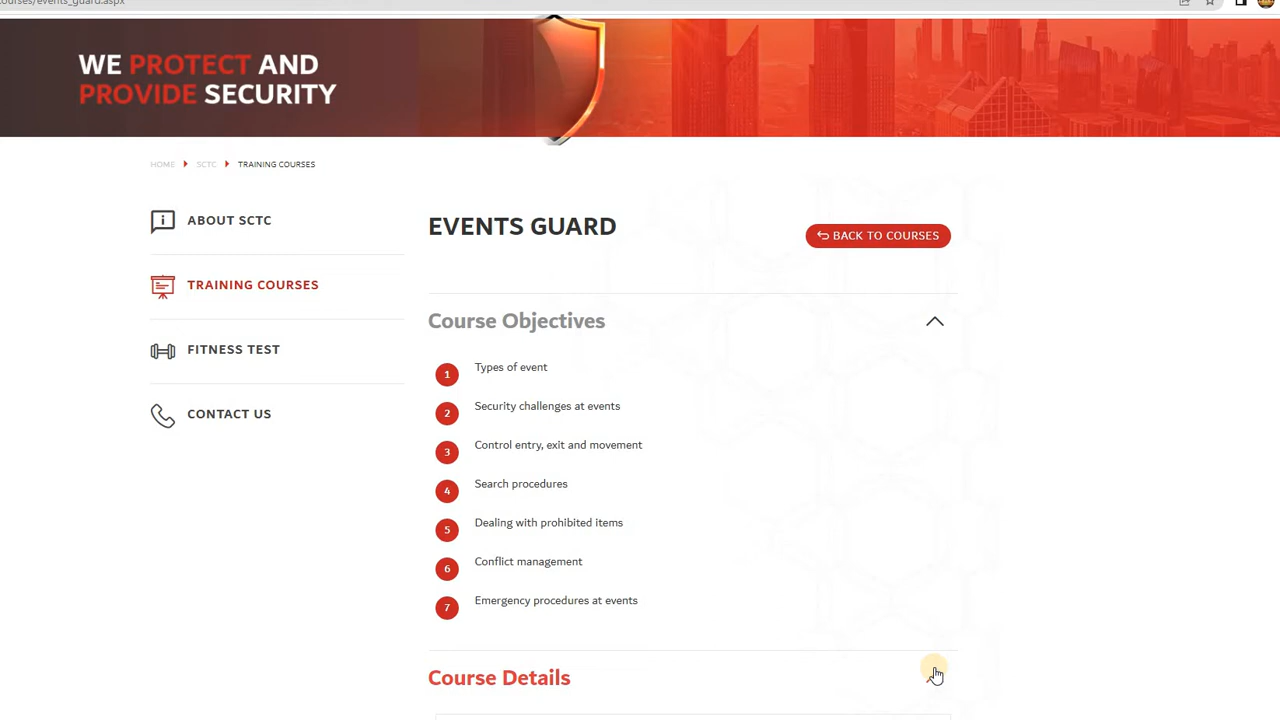 courses/events_guard.aspx
WE PROTECT AND
PROVIDE SECURITY
HOME SCTC TRAINING COURSES
ABOUT SCTC
TRAINING COURSES
FITNESS TEST
CONTACT US
EVENTS GUARD
BACK TO COURSES
Course Objectives
1 Types of event
2 Security challenges at events
3 Control entry, exit and movement
4 Search procedures
5 Dealing with prohibited items
6 Conflict management
7 Emergency procedures at events
Course Details